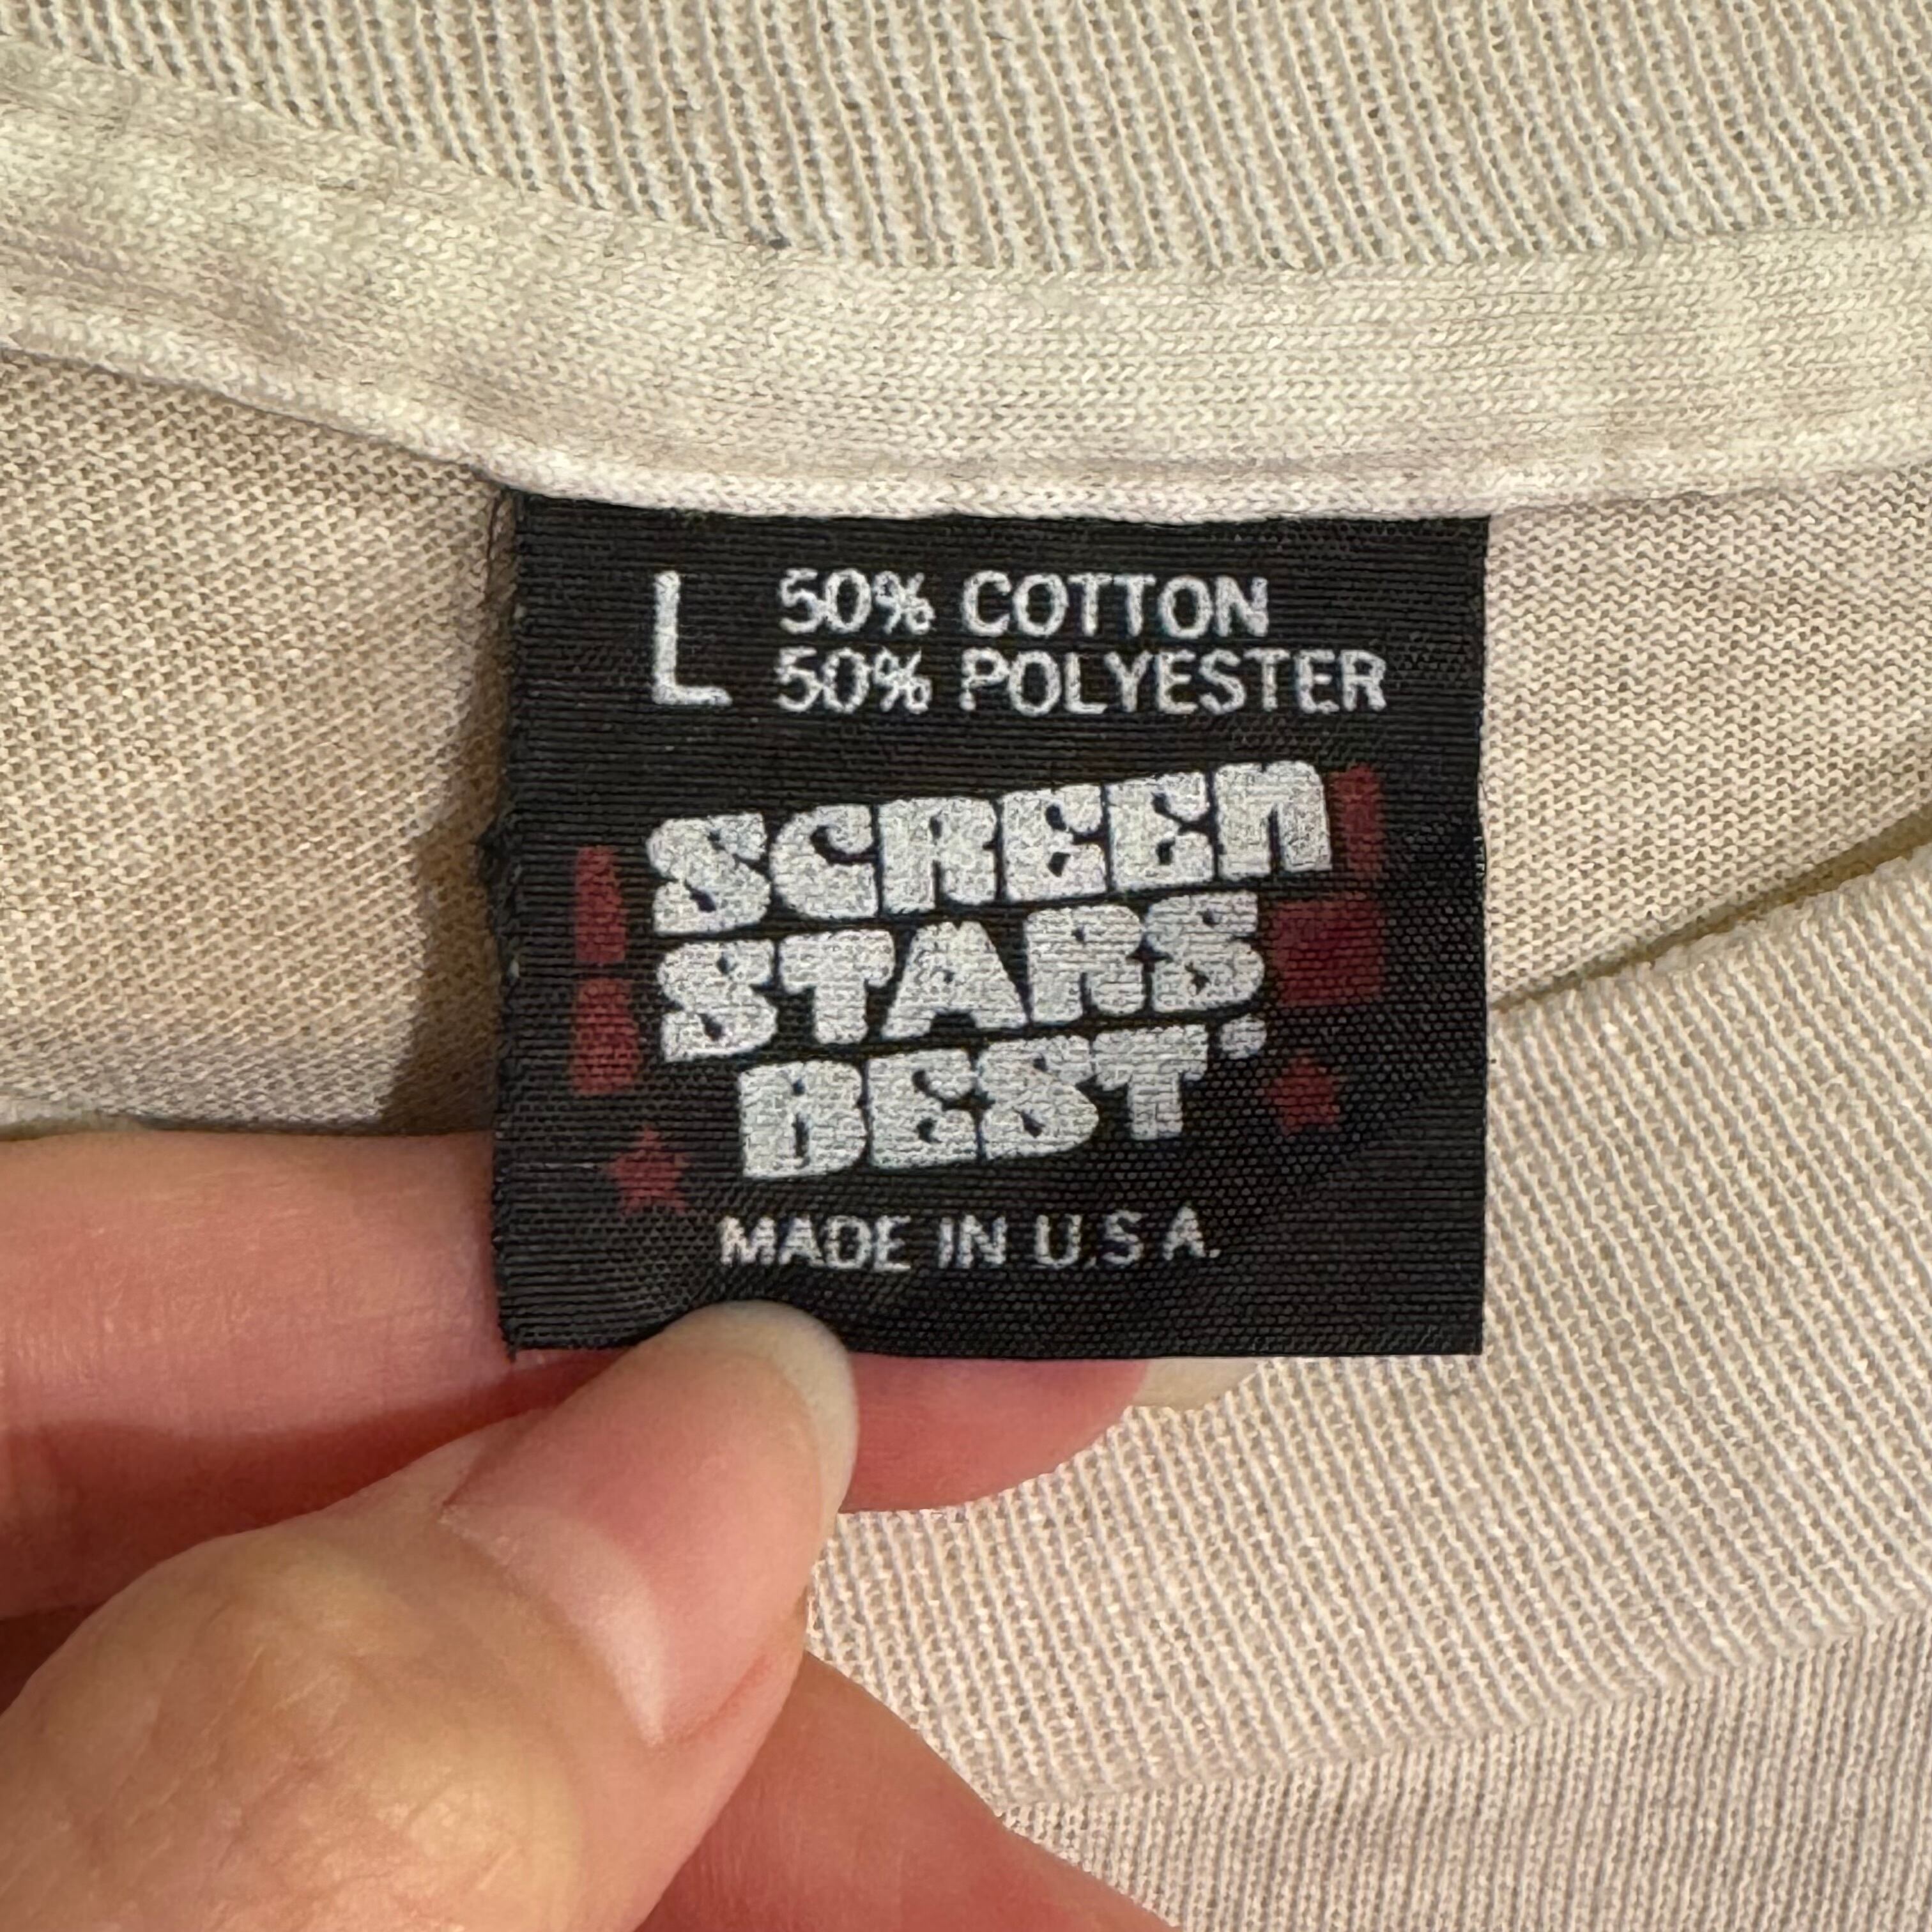 L 50% COTTON
50% POLYESTER
SCREEN
STARS
BEST
MADE IN U.S.A.